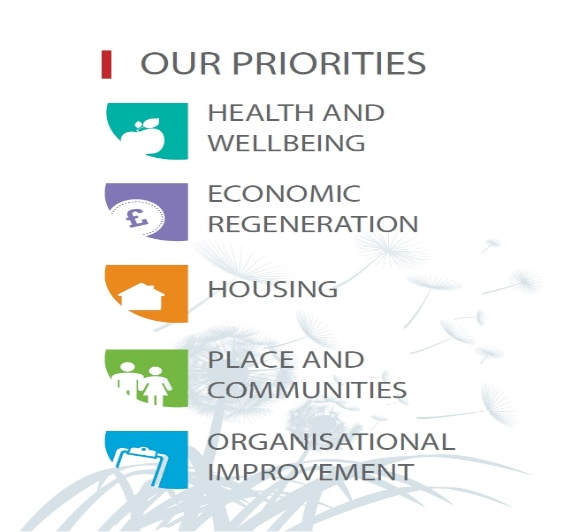 OUR PRIORITIES
HEALTH AND
WELLBEING
£
ECONOMIC
REGENERATION
HOUSING
PLACE AND
COMMUNITIES
ORGANISATIONAL
IMPROVEMENT